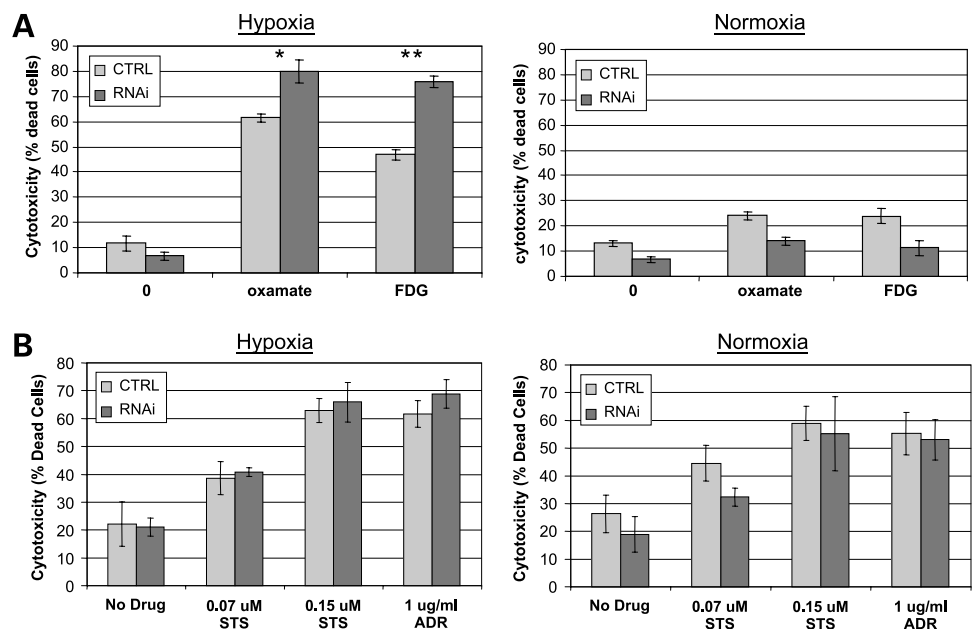 A
Hypoxia
Normoxia
Cytotoxicity (% dead cells)
90
80
70
60
50
40
30
20
10
0
CTRL
RNAi
*
**
0 oxamate FDG
cytotoxicity (% dead cells)
90
80
70
60
50
40
30
20
10
0
CTRL
RNAi
0 oxamate FDG
B
Hypoxia
Normoxia
Cytotoxicity (% Dead Cells)
80
70
60
50
40
30
20
10
0
CTRL
RNAi
No Drug 0.07 uM 0.15 uM 1 ug/ml
STS STS ADR
Cytotoxicity (% Dead Cells)
80
70
60
50
40
30
20
10
0
CTRL
RNAi
No Drug 0.07 uM 0.15 uM 1 ug/ml
STS STS ADR